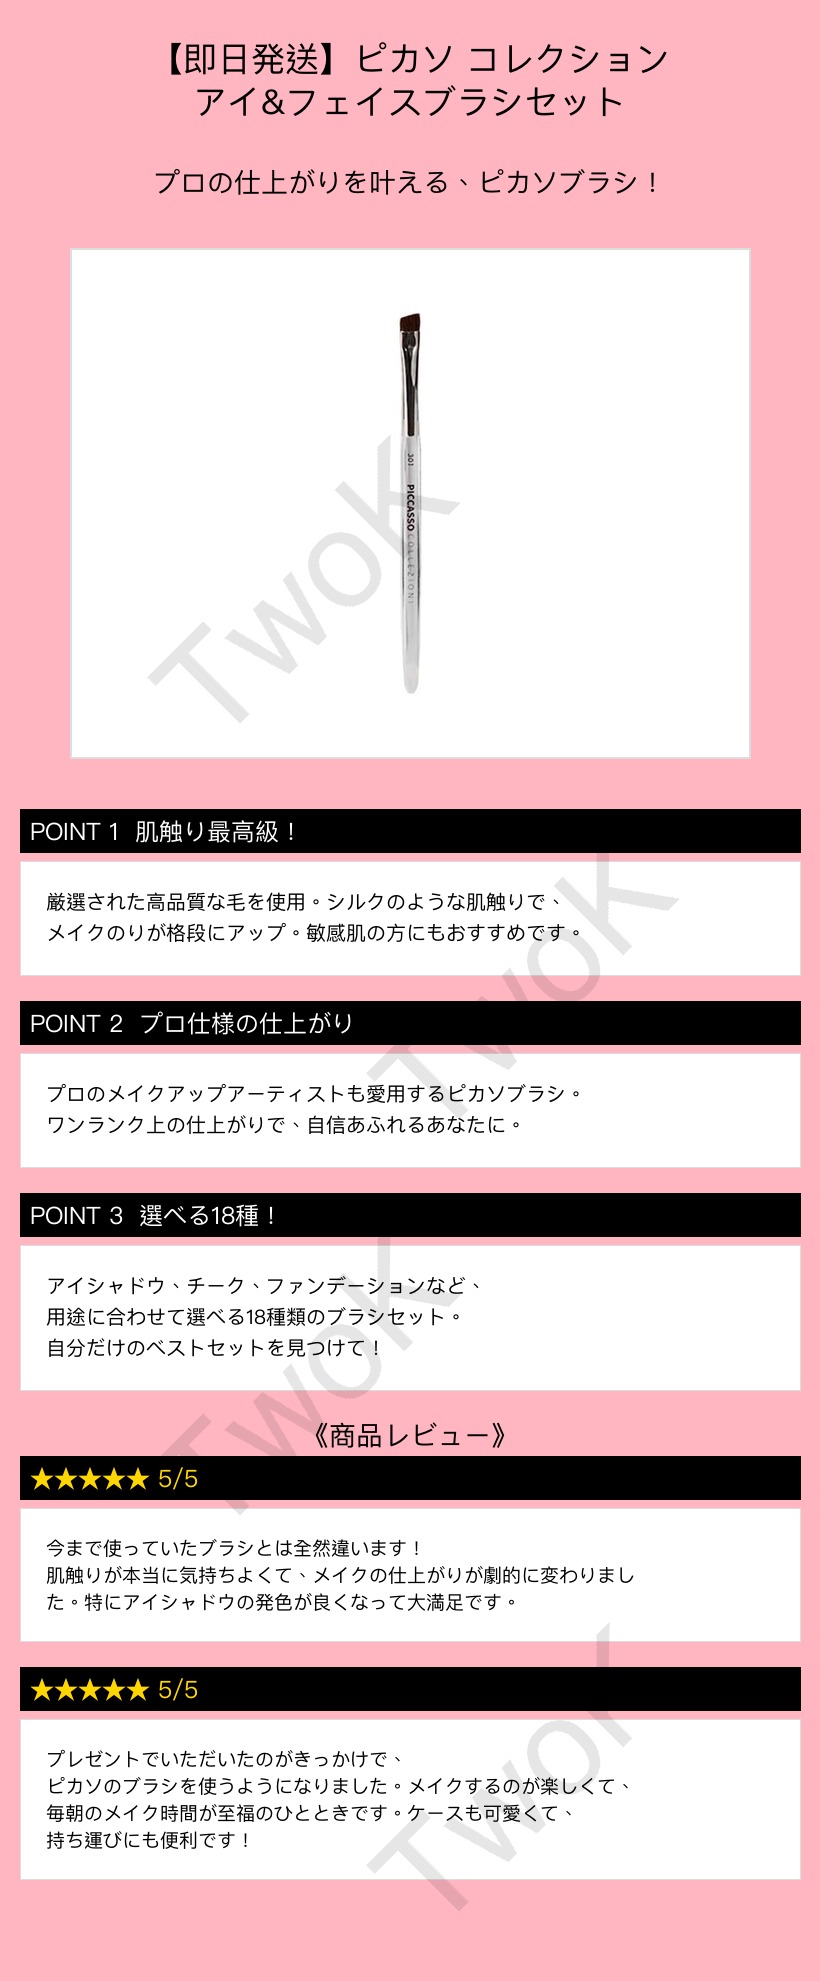 【即日発送】ピカソ コレクション
アイ&フェイスブラシセット
プロの仕上がりを叶える、ピカソブラシ！
301
PICCASSO COLLEZIONI
TwoK
POINT 1 肌触り最高級！
厳選された高品質な毛を使用。シルクのような肌触りで、
メイクのりが格段にアップ。敏感肌の方にもおすすめです。
TwoK
POINT 2 プロ仕様の仕上がり
プロのメイクアップアーティストも愛用するピカソブラシ。
ワンランク上の仕上がりで、自信あふれるあなたに。
POINT 3 選べる18種！
アイシャドウ、チーク、ファンデーションなど、
用途に合わせて選べる18種類のブラシセット。
自分だけのベストセットを見つけて！
TwoK
《商品レビュー》
★★★★★ 5/5
今まで使っていたブラシとは全然違います！
肌触りが本当に気持ちよくて、メイクの仕上がりが劇的に変わりまし
た。特にアイシャドウの発色が良くなって大満足です。
★★★★★ 5/5
プレゼントでいただいたのがきっかけで、
ピカソのブラシを使うようになりました。メイクするのが楽しくて、
毎朝のメイク時間が至福のひとときです。ケースも可愛くて、
持ち運びにも便利です！
TwoK